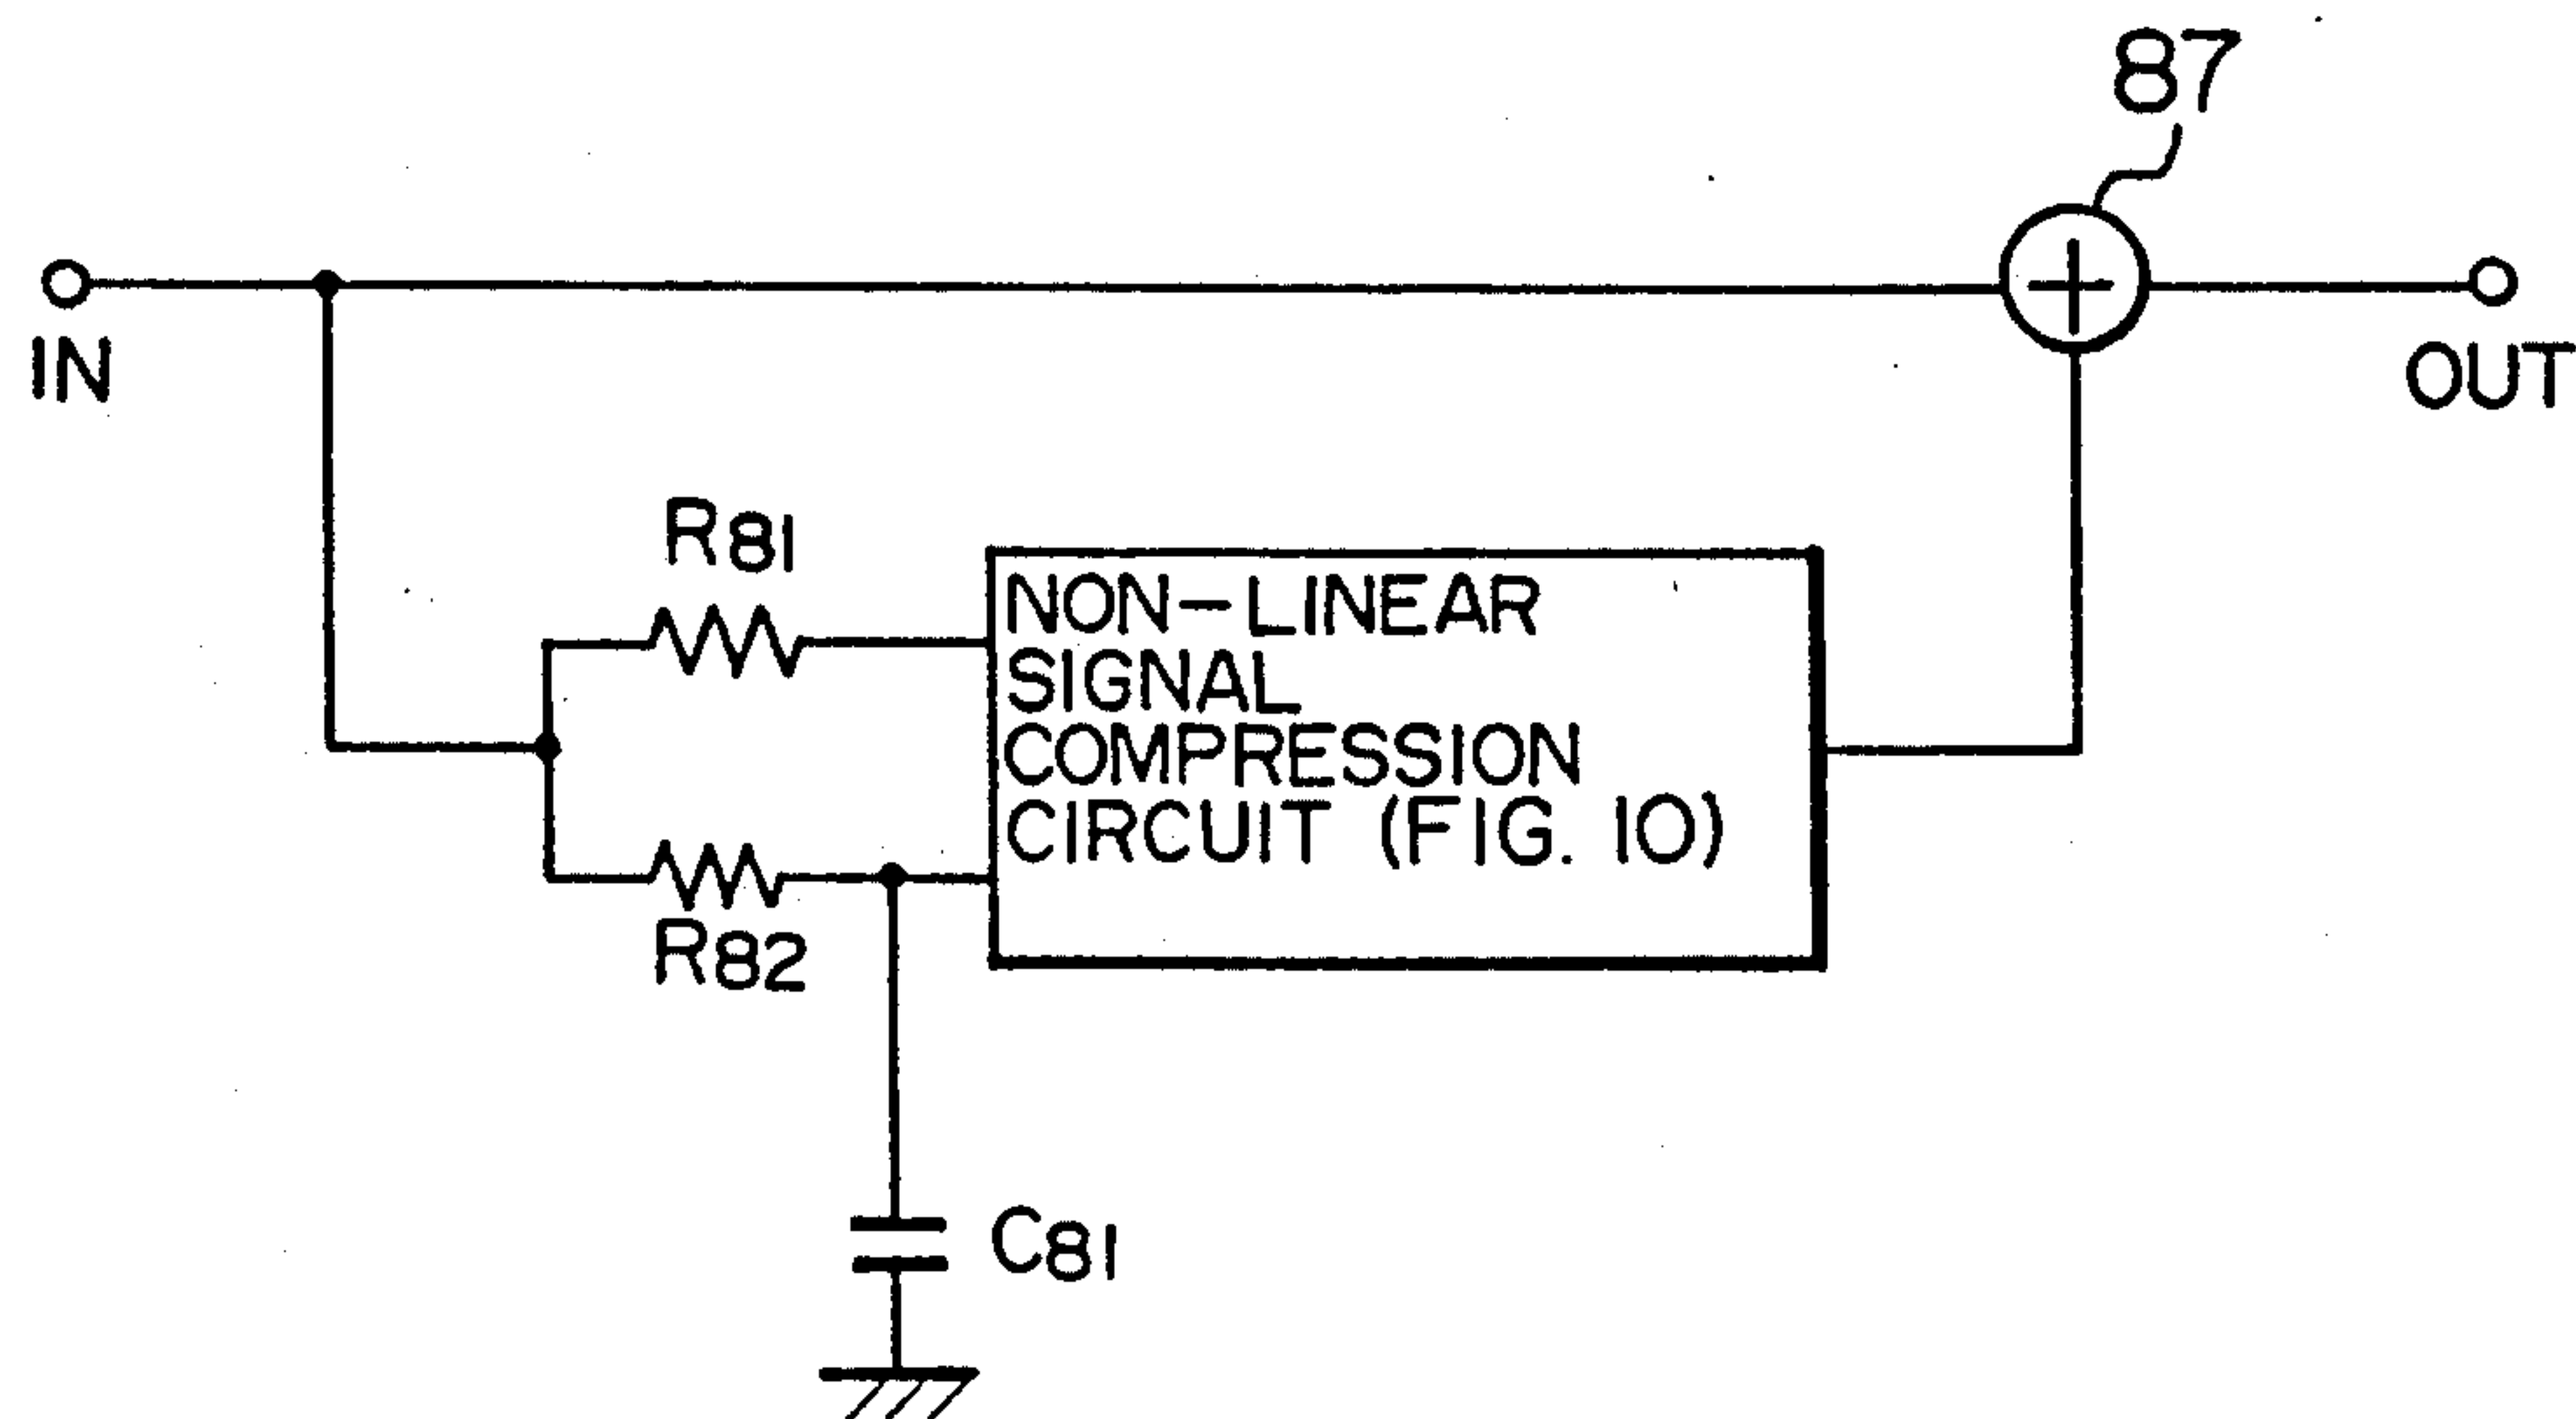 87
IN
OUT
R81
NON-LINEAR
SIGNAL
COMPRESSION
CIRCUIT (FIG. 10)
R82
C81